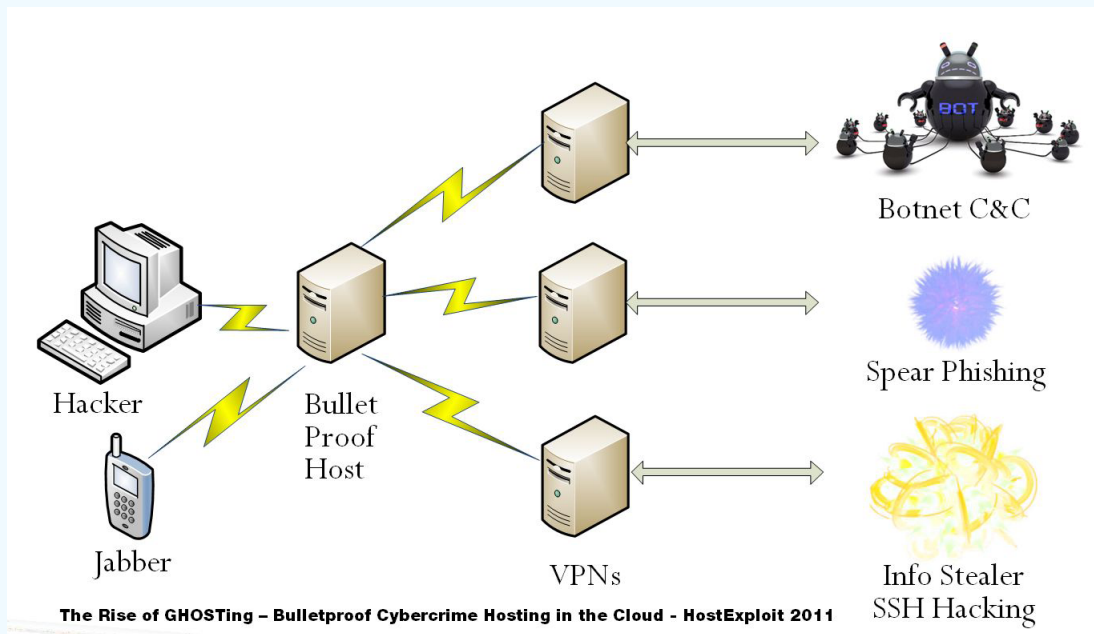 BOT
Botnet C&C
Hacker
Bullet
Proof
Host
Spear Phishing
Jabber
VPNs
Info Stealer
SSH Hacking
The Rise of GHOSTing – Bulletproof Cybercrime Hosting in the Cloud - HostExploit 2011